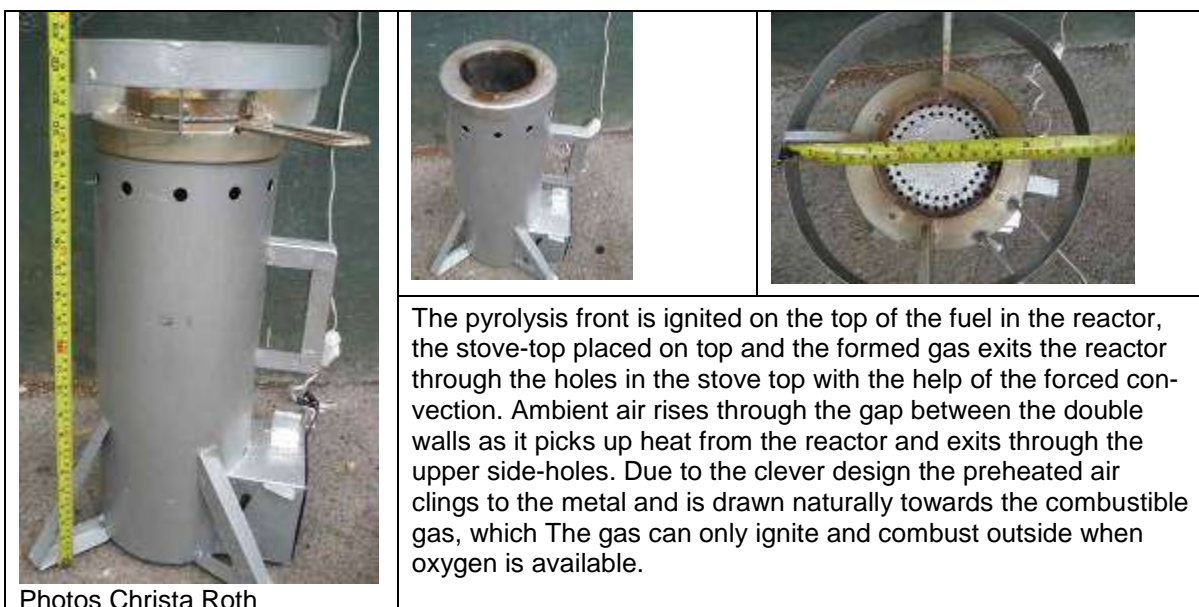 The pyrolysis front is ignited on the top of the fuel in the reactor,
the stove-top placed on top and the formed gas exits the reactor
through the holes in the stove top with the help of the forced con-
vection. Ambient air rises through the gap between the double
walls as it picks up heat from the reactor and exits through the
upper side-holes. Due to the clever design the preheated air
clings to the metal and is drawn naturally towards the combustible
gas, which The gas can only ignite and combust outside when
oxygen is available.
Photos Christa Roth